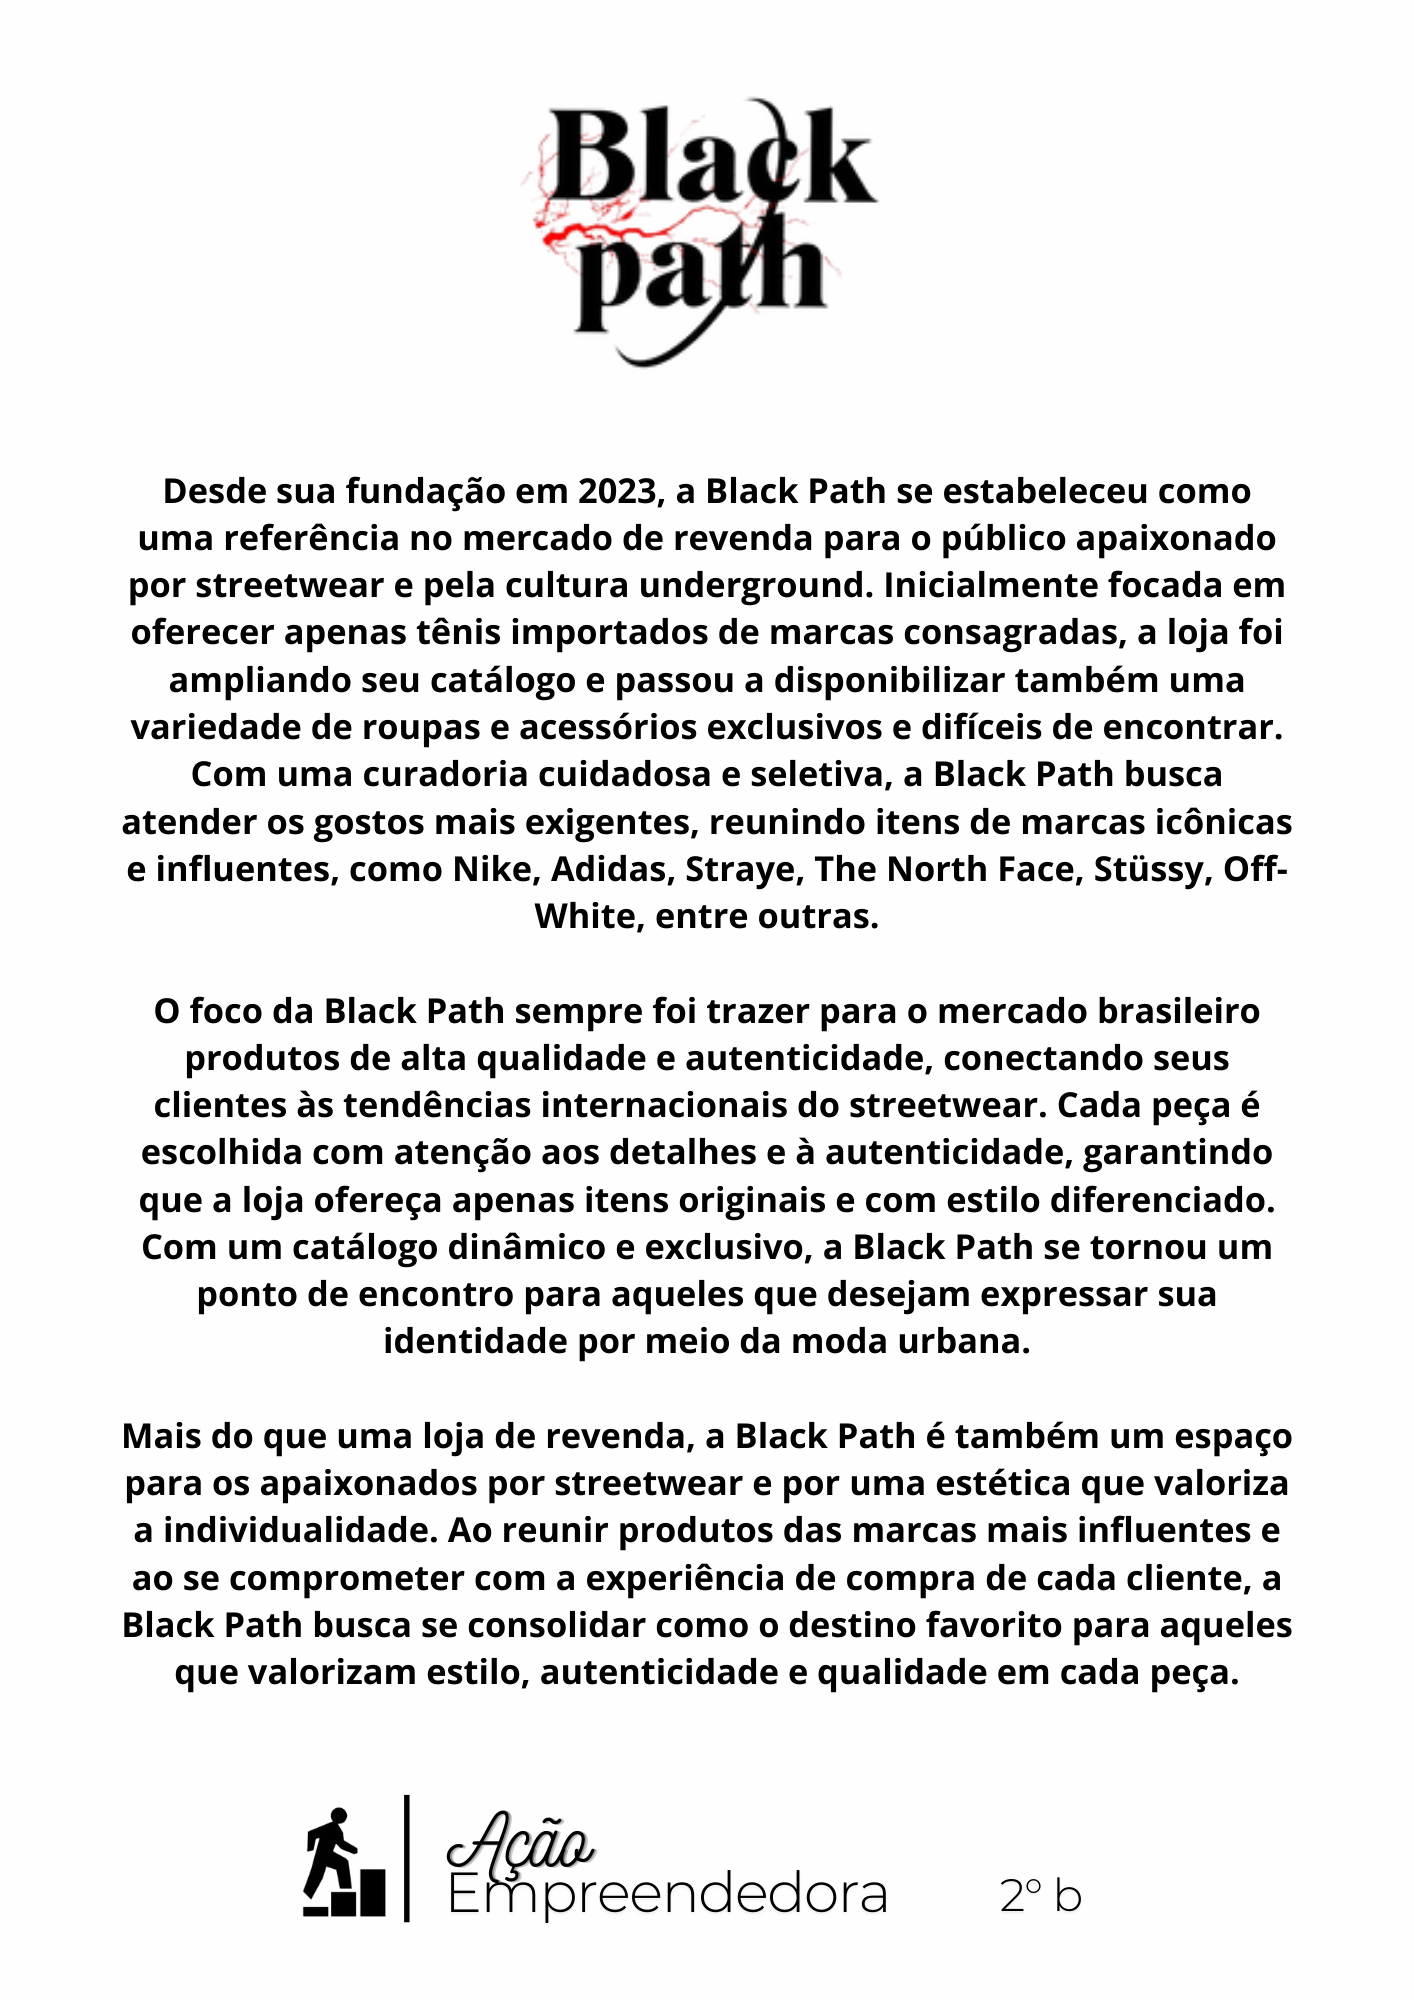 Black
path
Desde sua fundação em 2023, a Black Path se estabeleceu como
uma referência no mercado de revenda para o público apaixonado
por streetwear e pela cultura underground. Inicialmente focada em
oferecer apenas tênis importados de marcas consagradas, a loja foi
ampliando seu catálogo e passou a disponibilizar também uma
variedade de roupas e acessórios exclusivos e difíceis de encontrar.
Com uma curadoria cuidadosa e seletiva, a Black Path busca
atender os gostos mais exigentes, reunindo itens de marcas icônicas
e influentes, como Nike, Adidas, Straye, The North Face, Stüssy, Off-
White, entre outras.
O foco da Black Path sempre foi trazer para o mercado brasileiro
produtos de alta qualidade e autenticidade, conectando seus
clientes às tendências internacionais do streetwear. Cada peça é
escolhida com atenção aos detalhes e à autenticidade, garantindo
que a loja ofereça apenas itens originais e com estilo diferenciado.
Com um catálogo dinâmico e exclusivo, a Black Path se tornou um
ponto de encontro para aqueles que desejam expressar sua
identidade por meio da moda urbana.
Mais do que uma loja de revenda, a Black Path é também um espaço
para os apaixonados por streetwear e por uma estética que valoriza
a individualidade. Ao reunir produtos das marcas mais influentes e
ao se comprometer com a experiência de compra de cada cliente, a
Black Path busca se consolidar como o destino favorito para aqueles
que valorizam estilo, autenticidade e qualidade em cada peça.
Ação
Empreendedora
2º b